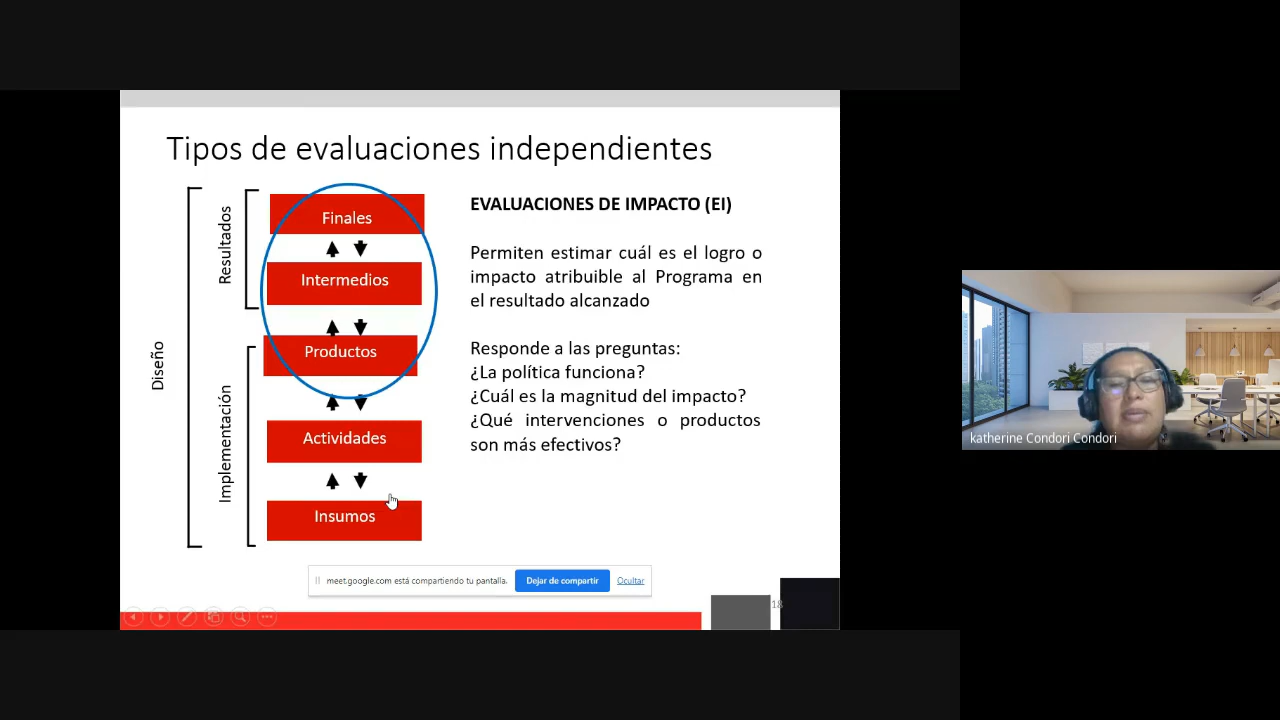 Tipos de evaluaciones independientes
Diseño
Resultados
Implementación
Finales
Intermedios
Productos
Actividades
Insumos
EVALUACIONES DE IMPACTO (EI)
Permiten estimar cuál es el logro o
impacto atribuible al Programa en
el resultado alcanzado
Responde a las preguntas:
¿La política funciona?
¿Cuál es la magnitud del impacto?
¿Qué intervenciones o productos
son más efectivos?
meet.google.com está compartiendo tu pantalla.
Dejar de compartir
Ocultar
18
katherine Condori Condori